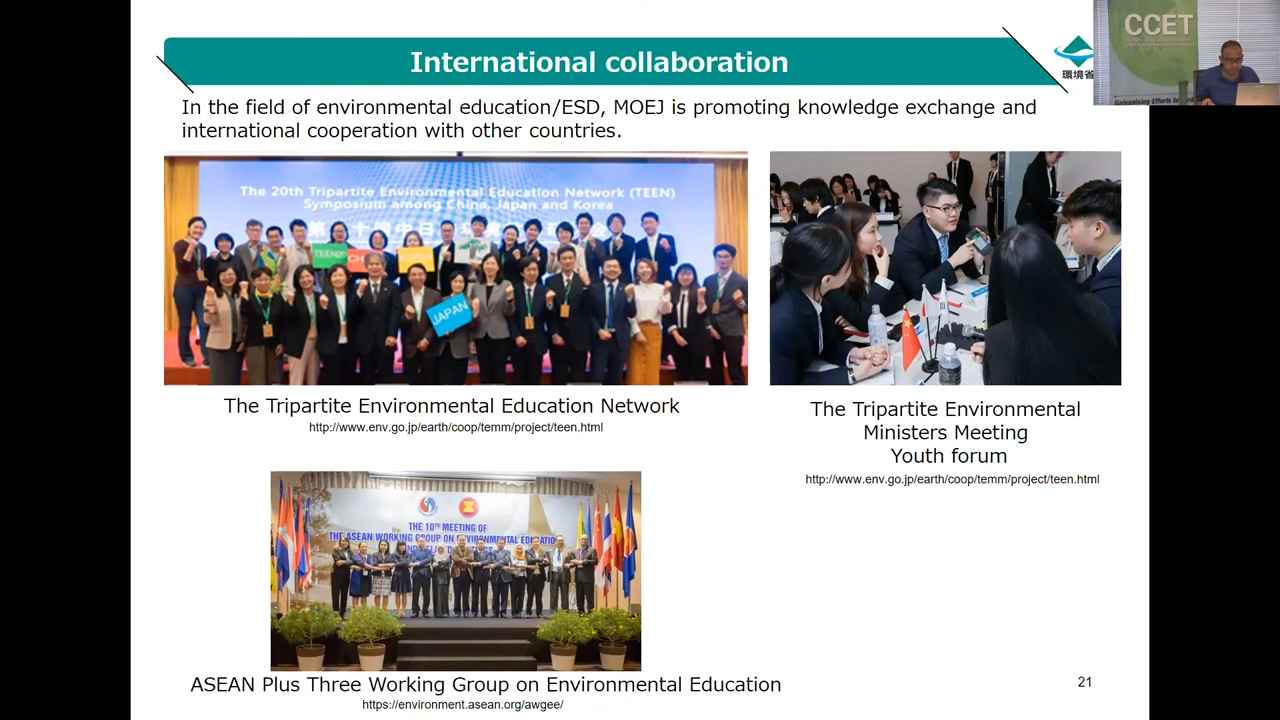 International collaboration
環境省
CCET
In the field of environmental education/ESD, MOEJ is promoting knowledge exchange and
international cooperation with other countries.
The 20th Tripartite Environmental Education Network (TEEN)
Symposium among China, Japan and Korea
JAPAN
The Tripartite Environmental Education Network
http://www.env.go.jp/earth/coop/temm/project/teen.html
The Tripartite Environmental
Ministers Meeting
Youth forum
http://www.env.go.jp/earth/coop/temm/project/teen.html
THE 10TH MEETING OF
THE ASEAN WORKING GROUP ON ENVIRONMENTAL EDUCATION
ASEAN Plus Three Working Group on Environmental Education
https://environment.asean.org/awgee/
21